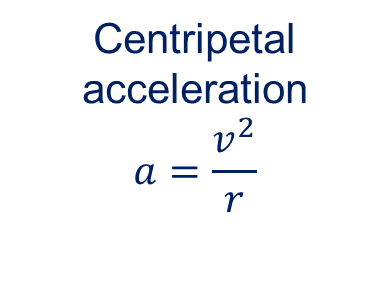 Centripetal
acceleration
a = v²/r